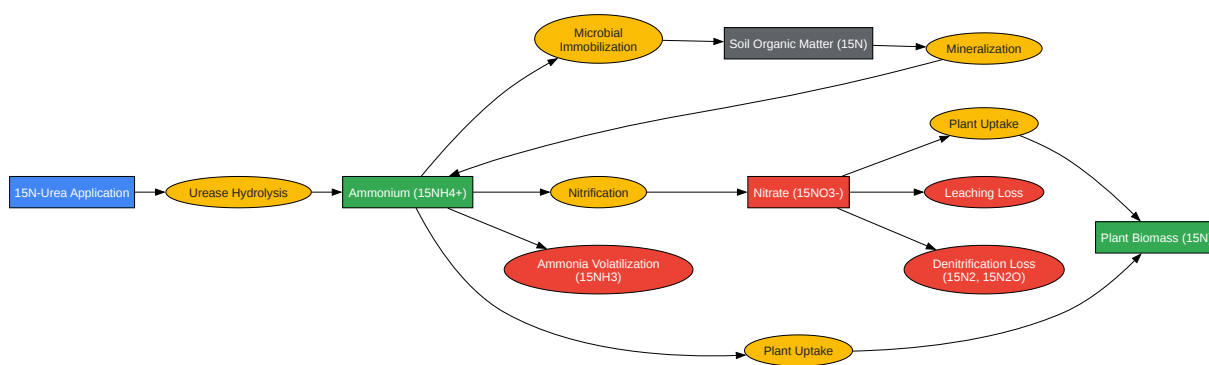 Microbial
Immobilization
Soil Organic Matter (15N)
Mineralization
Plant Uptake
15N-Urea Application
Urease Hydrolysis
Ammonium (15NH4+)
Nitrification
Nitrate (15NO3-)
Leaching Loss
Plant Biomass (15N
Ammonia Volatilization
(15NH3)
Denitrification Loss
(15N2, 15N2O)
Plant Uptake